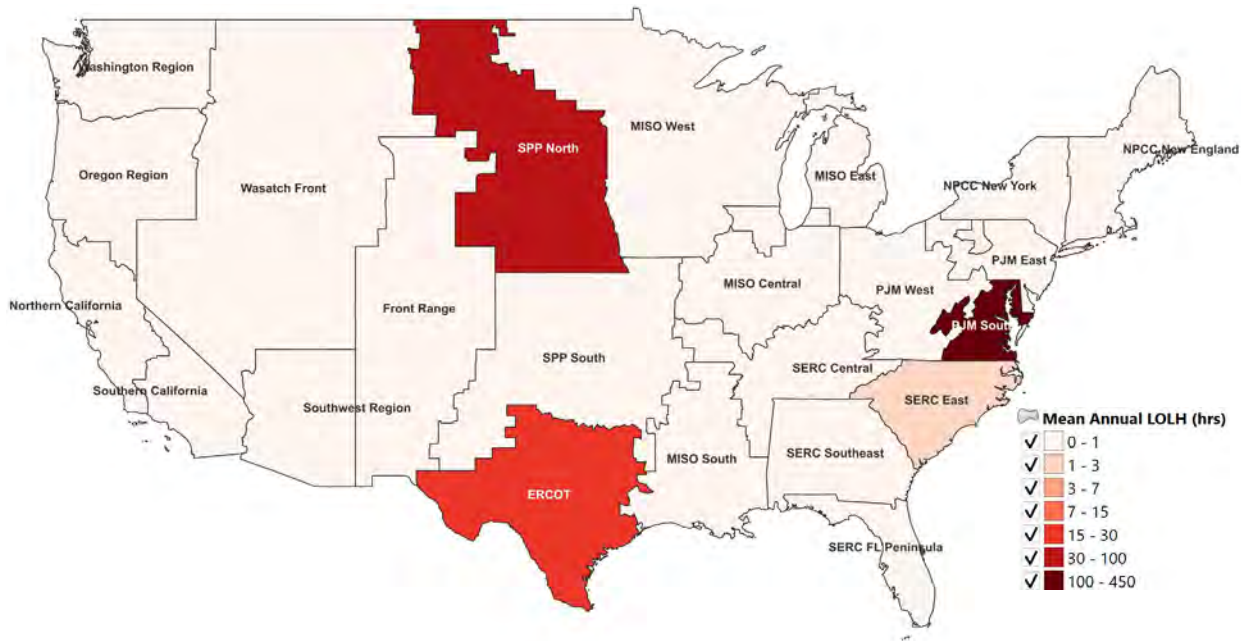 Washington Region
MISO West
SPP North
NPCC New England
Oregon Region
MISO East
NPCC New York
Wasatch Front
PJM East
MISO Central
PJM West
Northern California
Front Range
PJM South
SPP South
SERC Central
Southern California
Southwest Region
SERC East
MISO South
SERC Southeast
ERCOT
SERC FL Peninsula
Mean Annual LOLH (hrs)
0 - 1
1 - 3
3 - 7
7 - 15
15 - 30
30 - 100
100 - 450